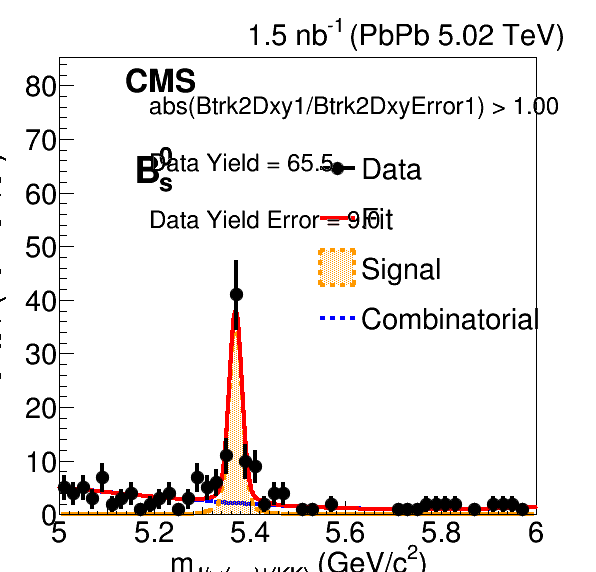 1.5 nb⁻¹ (PbPb 5.02 TeV)
CMS
abs(Btrk2Dxy1/Btrk2DxyError1) > 1.00
B⁰ₛ
Data Yield = 65.5
Data Yield Error = 9.0
Data
Fit
Signal
Combinatorial
80
70
60
50
40
30
20
10
0
5 5.2 5.4 5.6 5.8 6
m (GeV/c²)